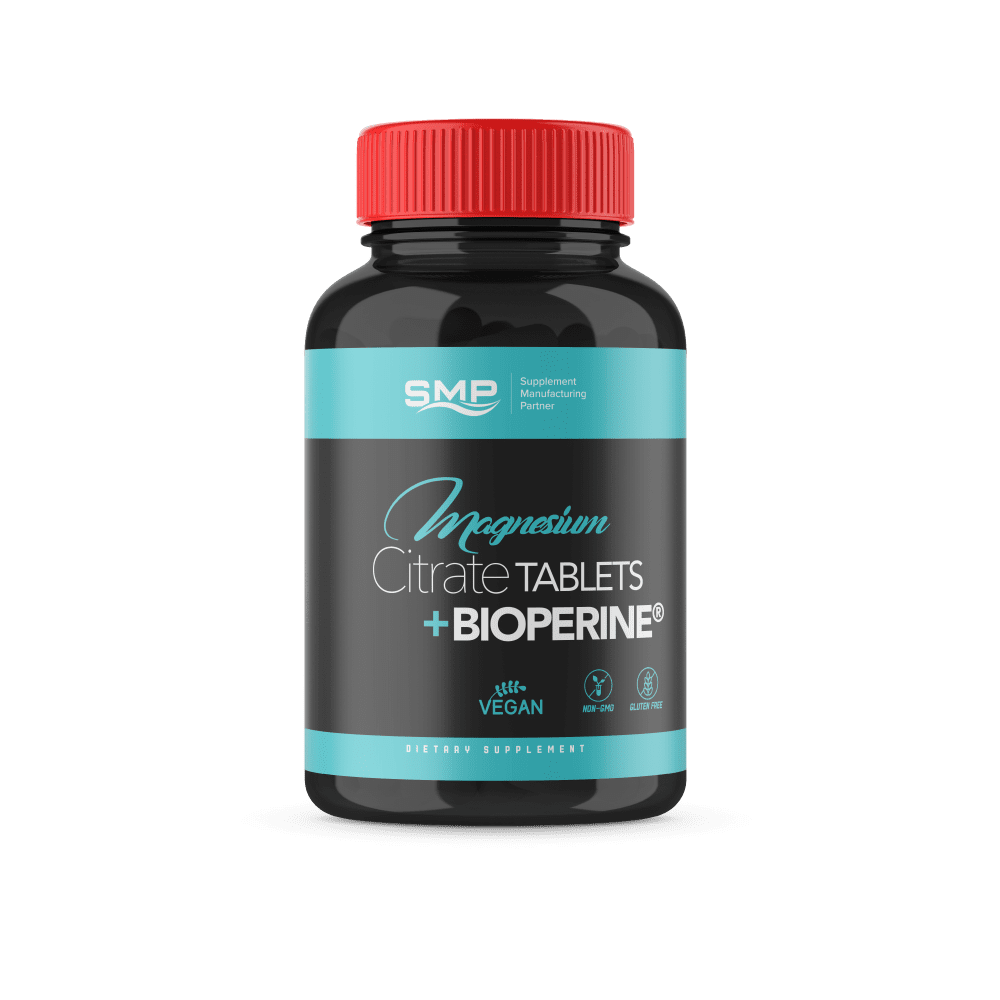 SMP
Supplement
Manufacturing
Partner
Magnesium
Citrate TABLETS
+BIOPERINE®
VEGAN
NON-GMO
GLUTEN FREE
DIETARY SUPPLEMENT